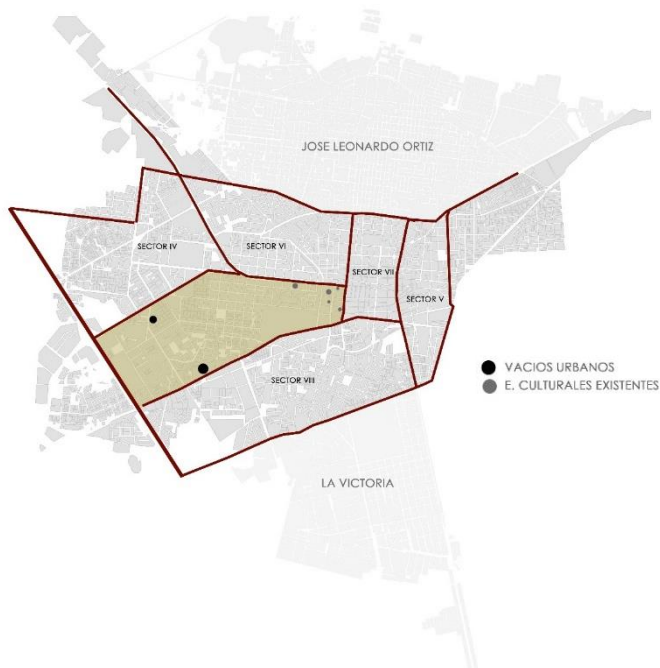 JOSE LEONARDO ORTIZ
SECTOR IV
SECTOR VI
SECTOR VII
SECTOR V
VACIOS URBANOS
SECTOR VIII
E. CULTURALES EXISTENTES
LA VICTORIA